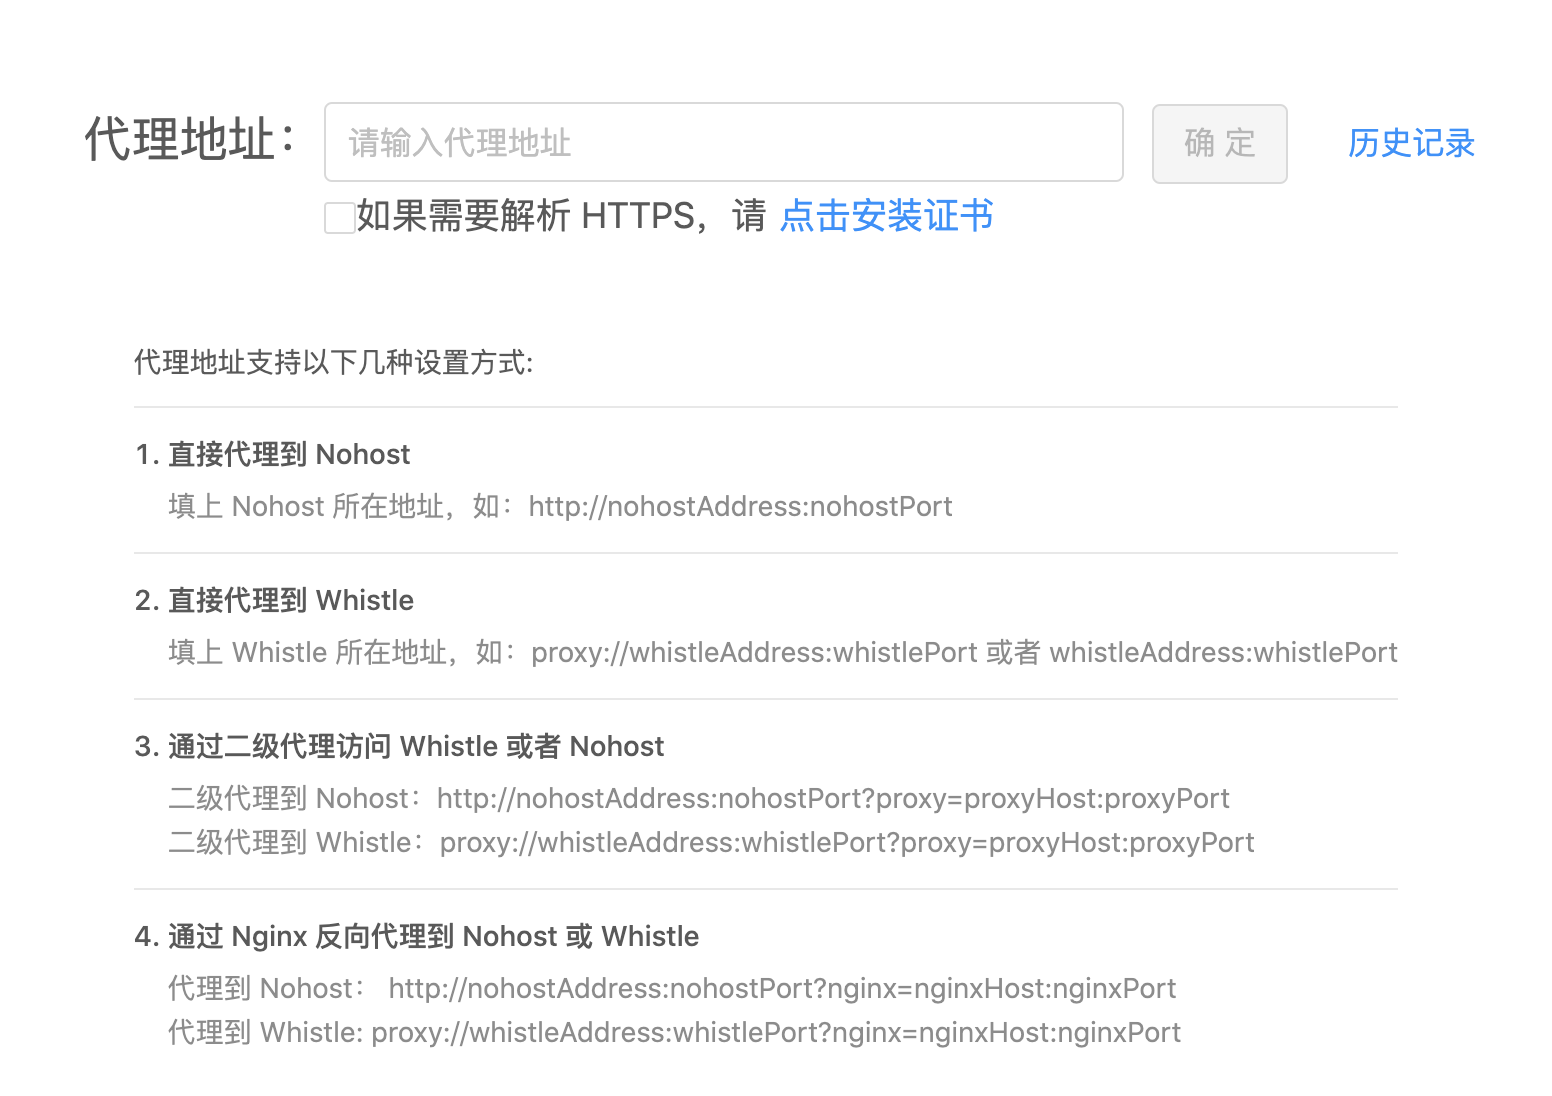 代理地址：
请输入代理地址
确 定
历史记录
如果需要解析 HTTPS，请 点击安装证书
代理地址支持以下几种设置方式:
1. 直接代理到 Nohost
填上 Nohost 所在地址，如：http://nohostAddress:nohostPort
2. 直接代理到 Whistle
填上 Whistle 所在地址，如：proxy://whistleAddress:whistlePort 或者 whistleAddress:whistlePort
3. 通过二级代理访问 Whistle 或者 Nohost
二级代理到 Nohost：http://nohostAddress:nohostPort?proxy=proxyHost:proxyPort
二级代理到 Whistle：proxy://whistleAddress:whistlePort?proxy=proxyHost:proxyPort
4. 通过 Nginx 反向代理到 Nohost 或 Whistle
代理到 Nohost： http://nohostAddress:nohostPort?nginx=nginxHost:nginxPort
代理到 Whistle: proxy://whistleAddress:whistlePort?nginx=nginxHost:nginxPort